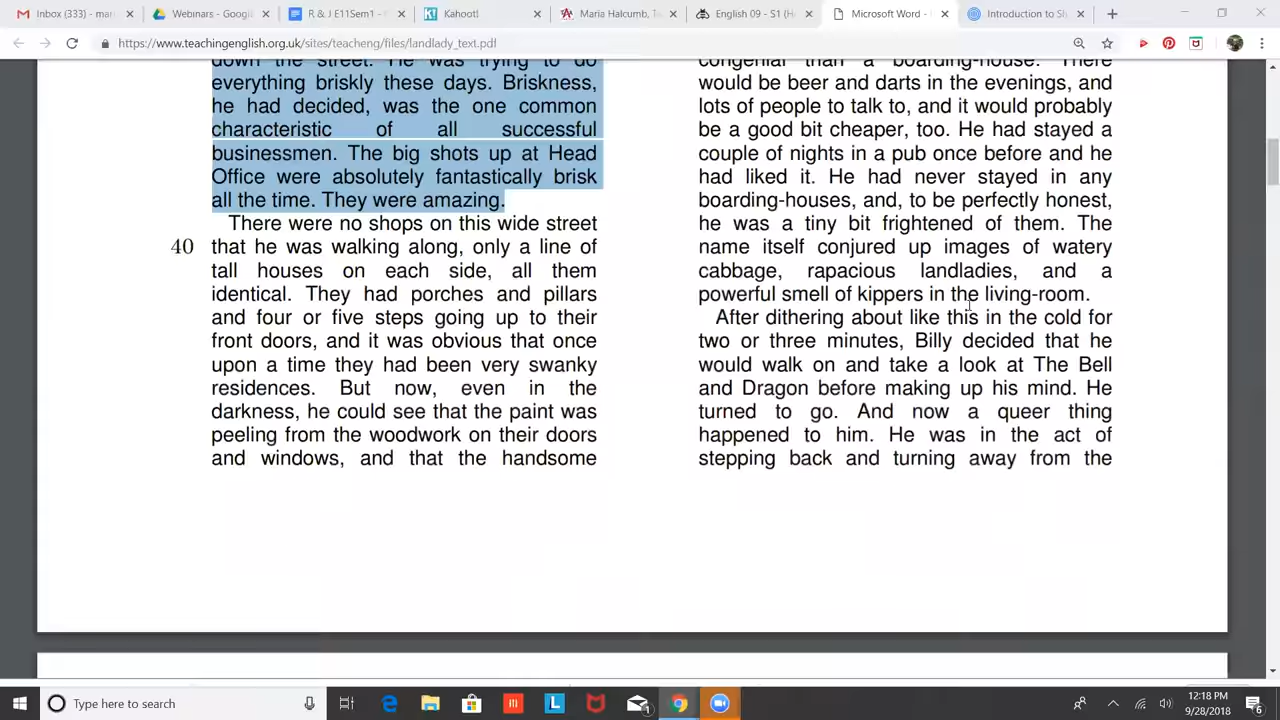 Inbox (333) - mar
Webinars - Googl
R & J E11Sem1 - K
Kahoot!
Maria Halcumb, Te
English 09 - S1 (He
Microsoft Word -
Introduction to Sh
https://www.teachingenglish.org.uk/sites/teacheng/files/landlady_text.pdf
down the street. He was trying to do
everything briskly these days. Briskness,
he had decided, was the one common
characteristic of all successful
businessmen. The big shots up at Head
Office were absolutely fantastically brisk
all the time. They were amazing.
There were no shops on this wide street
40 that he was walking along, only a line of
tall houses on each side, all them
identical. They had porches and pillars
and four or five steps going up to their
front doors, and it was obvious that once
upon a time they had been very swanky
residences. But now, even in the
darkness, he could see that the paint was
peeling from the woodwork on their doors
and windows, and that the handsome
congenial than a boarding-house. There
would be beer and darts in the evenings, and
lots of people to talk to, and it would probably
be a good bit cheaper, too. He had stayed a
couple of nights in a pub once before and he
had liked it. He had never stayed in any
boarding-houses, and, to be perfectly honest,
he was a tiny bit frightened of them. The
name itself conjured up images of watery
cabbage, rapacious landladies, and a
powerful smell of kippers in the living-room.
After dithering about like this in the cold for
two or three minutes, Billy decided that he
would walk on and take a look at The Bell
and Dragon before making up his mind. He
turned to go. And now a queer thing
happened to him. He was in the act of
stepping back and turning away from the
Type here to search
12:18 PM
9/28/2018